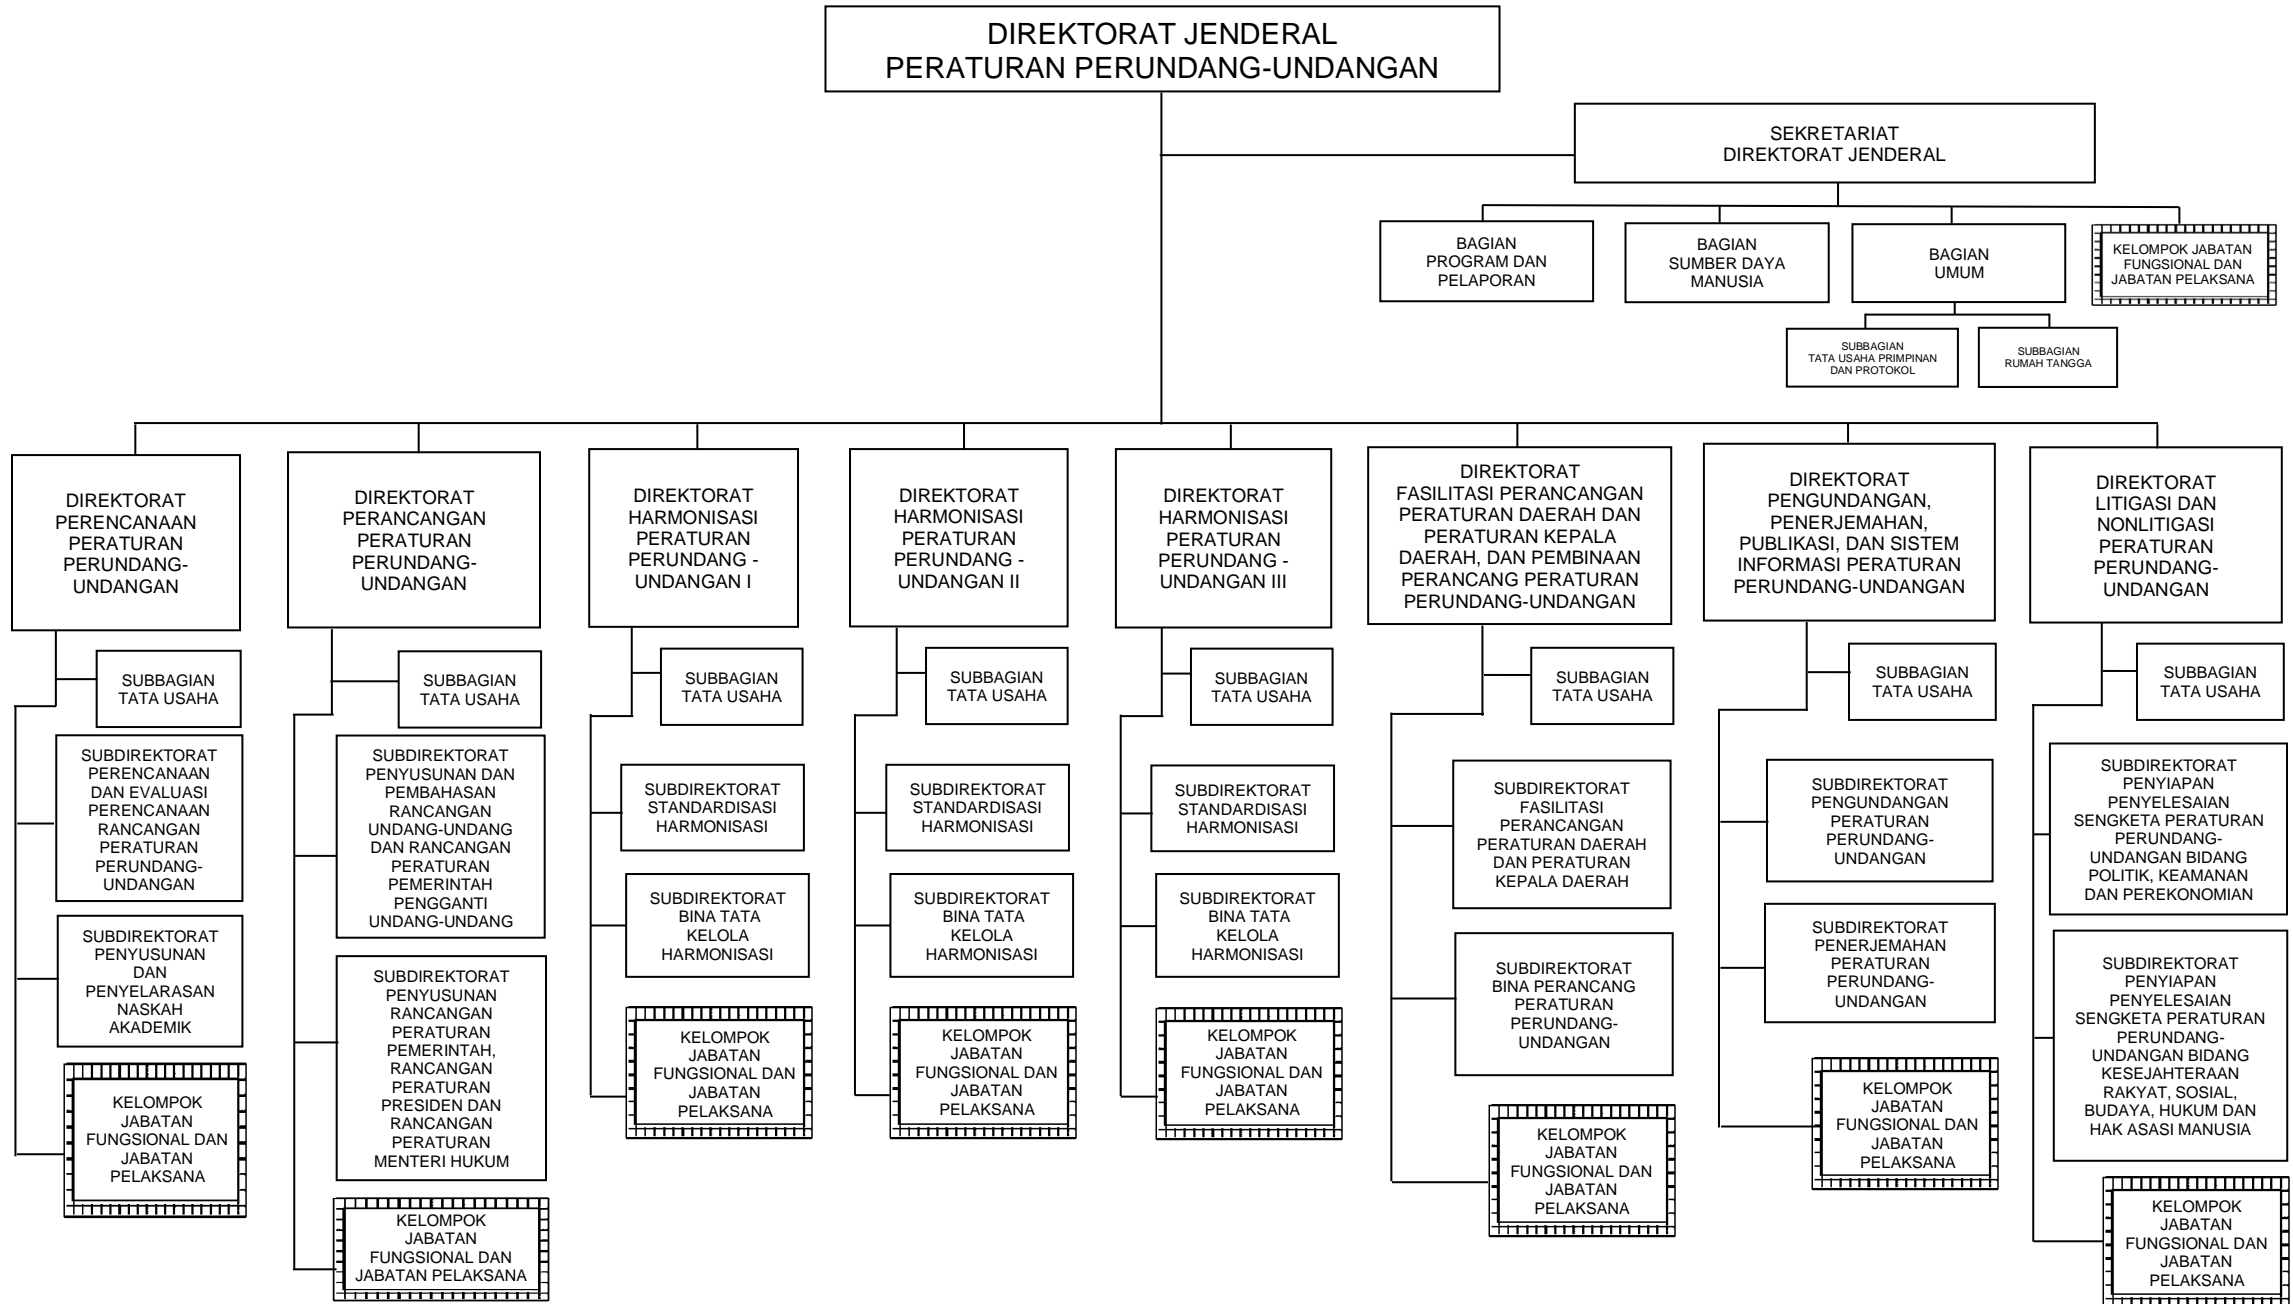 DIREKTORAT JENDERAL
PERATURAN PERUNDANG-UNDANGAN
SEKRETARIAT
DIREKTORAT JENDERAL
BAGIAN
PROGRAM DAN
PELAPORAN
BAGIAN
SUMBER DAYA
MANUSIA
BAGIAN
UMUM
KELOMPOK JABATAN
FUNGSIONAL DAN
JABATAN PELAKSANA
SUBBAGIAN
TATA USAHA PRIMPINAN
DAN PROTOKOL
SUBBAGIAN
RUMAH TANGGA
DIREKTORAT
PERENCANAAN
PERATURAN
PERUNDANG-
UNDANGAN
SUBBAGIAN
TATA USAHA
SUBDIREKTORAT
PERENCANAAN
DAN EVALUASI
PERENCANAAN
RANCANGAN
PERATURAN
PERUNDANG-
UNDANGAN
SUBDIREKTORAT
PENYUSUNAN
DAN
PENYELARASAN
NASKAH
AKADEMIK
KELOMPOK
JABATAN
FUNGSIONAL DAN
JABATAN
PELAKSANA
DIREKTORAT
PERANCANGAN
PERATURAN
PERUNDANG-
UNDANGAN
SUBBAGIAN
TATA USAHA
SUBDIREKTORAT
PENYUSUNAN DAN
PEMBAHASAN
RANCANGAN
UNDANG-UNDANG
DAN RANCANGAN
PERATURAN
PEMERINTAH
PENGGANTI
UNDANG-UNDANG
SUBDIREKTORAT
PENYUSUNAN
RANCANGAN
PERATURAN
PEMERINTAH,
RANCANGAN
PERATURAN
PRESIDEN DAN
RANCANGAN
PERATURAN
MENTERI HUKUM
KELOMPOK
JABATAN
FUNGSIONAL DAN
JABATAN PELAKSANA
DIREKTORAT
HARMONISASI
PERATURAN
PERUNDANG -
UNDANGAN I
SUBBAGIAN
TATA USAHA
SUBDIREKTORAT
STANDARDISASI
HARMONISASI
SUBDIREKTORAT
BINA TATA
KELOLA
HARMONISASI
KELOMPOK
JABATAN
FUNGSIONAL DAN
JABATAN
PELAKSANA
DIREKTORAT
HARMONISASI
PERATURAN
PERUNDANG -
UNDANGAN II
SUBBAGIAN
TATA USAHA
SUBDIREKTORAT
STANDARDISASI
HARMONISASI
SUBDIREKTORAT
BINA TATA
KELOLA
HARMONISASI
KELOMPOK
JABATAN
FUNGSIONAL DAN
JABATAN
PELAKSANA
DIREKTORAT
HARMONISASI
PERATURAN
PERUNDANG -
UNDANGAN III
SUBBAGIAN
TATA USAHA
SUBDIREKTORAT
STANDARDISASI
HARMONISASI
SUBDIREKTORAT
BINA TATA
KELOLA
HARMONISASI
KELOMPOK
JABATAN
FUNGSIONAL DAN
JABATAN
PELAKSANA
DIREKTORAT
FASILITASI PERANCANGAN
PERATURAN DAERAH DAN
PERATURAN KEPALA
DAERAH, DAN PEMBINAAN
PERANCANG PERATURAN
PERUNDANG-UNDANGAN
SUBBAGIAN
TATA USAHA
SUBDIREKTORAT
FASILITASI
PERANCANGAN
PERATURAN DAERAH
DAN PERATURAN
KEPALA DAERAH
SUBDIREKTORAT
BINA PERANCANG
PERATURAN
PERUNDANG-
UNDANGAN
KELOMPOK
JABATAN
FUNGSIONAL DAN
JABATAN
PELAKSANA
DIREKTORAT
PENGUNDANGAN,
PENERJEMAHAN,
PUBLIKASI, DAN SISTEM
INFORMASI PERATURAN
PERUNDANG-UNDANGAN
SUBBAGIAN
TATA USAHA
SUBDIREKTORAT
PENGUNDANGAN
PERATURAN
PERUNDANG-
UNDANGAN
SUBDIREKTORAT
PENERJEMAHAN
PERATURAN
PERUNDANG-
UNDANGAN
KELOMPOK
JABATAN
FUNGSIONAL DAN
JABATAN
PELAKSANA
DIREKTORAT
LITIGASI DAN
NONLITIGASI
PERATURAN
PERUNDANG-
UNDANGAN
SUBBAGIAN
TATA USAHA
SUBDIREKTORAT
PENYIAPAN
PENYELESAIAN
SENGKETA PERATURAN
PERUNDANG-
UNDANGAN BIDANG
POLITIK, KEAMANAN
DAN PEREKONOMIAN
SUBDIREKTORAT
PENYIAPAN
PENYELESAIAN
SENGKETA PERATURAN
PERUNDANG-
UNDANGAN BIDANG
KESEJAHTERAAN
RAKYAT, SOSIAL,
BUDAYA, HUKUM DAN
HAK ASASI MANUSIA
KELOMPOK
JABATAN
FUNGSIONAL DAN
JABATAN
PELAKSANA